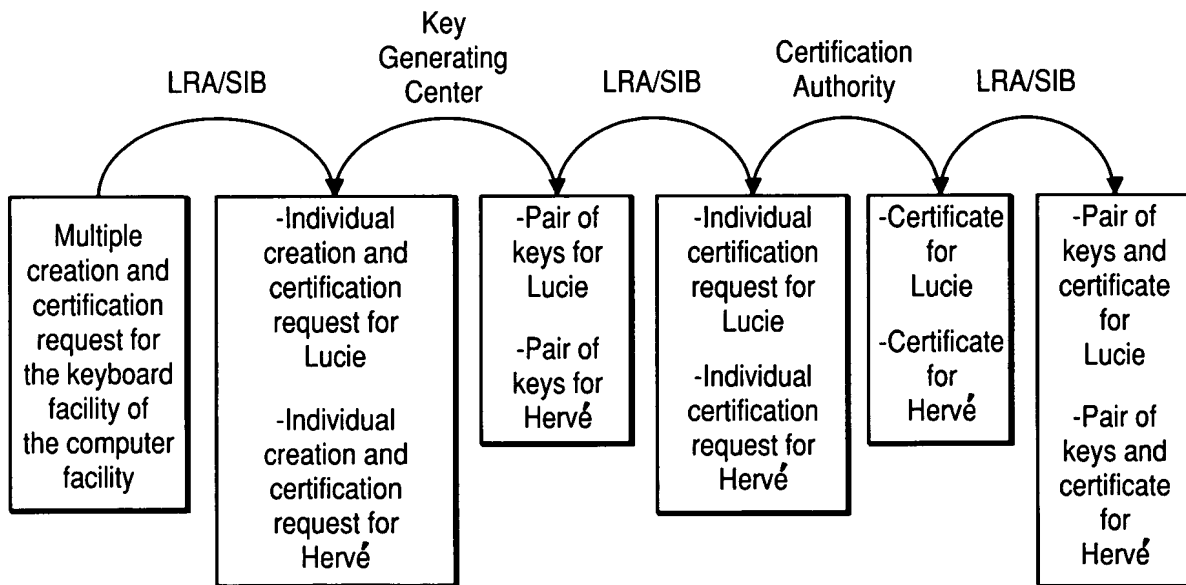 LRA/SIB
Key
Generating
Center
LRA/SIB
Certification
Authority
LRA/SIB
Multiple
creation and
certification
request for
the keyboard
facility of
the computer
facility
-Individual
creation and
certification
request for
Lucie
-Individual
creation and
certification
request for
Hervé
-Pair of
keys for
Lucie
-Pair of
keys for
Hervé
-Individual
certification
request for
Lucie
-Individual
certification
request for
Hervé
-Certificate
for
Lucie
-Certificate
for
Hervé
-Pair of
keys and
certificate
for
Lucie
-Pair of
keys and
certificate
for
Hervé